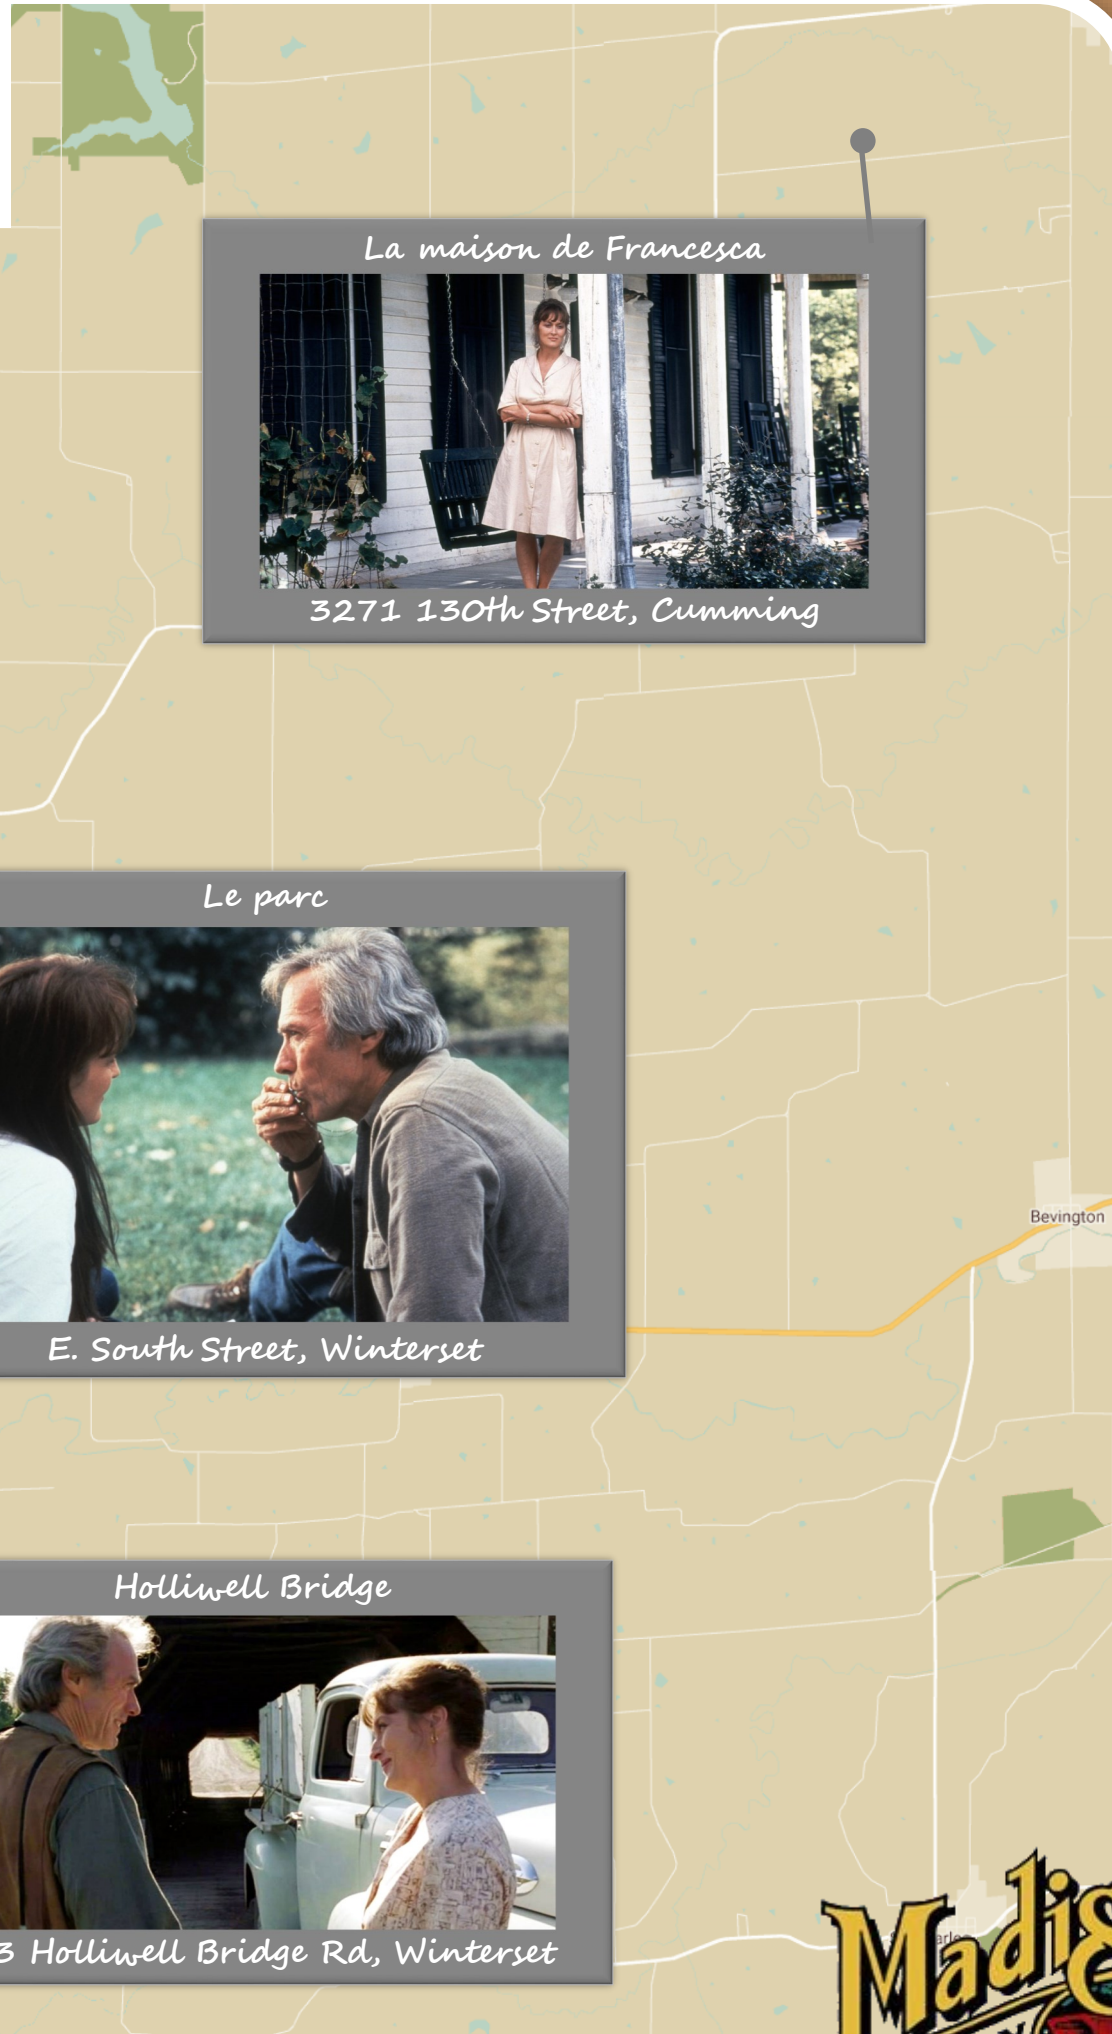 La maison de Francesca
3271 130th Street, Cumming
Le parc
E. South Street, Winterset
Bevington
Holliwell Bridge
3 Holliwell Bridge Rd, Winterset